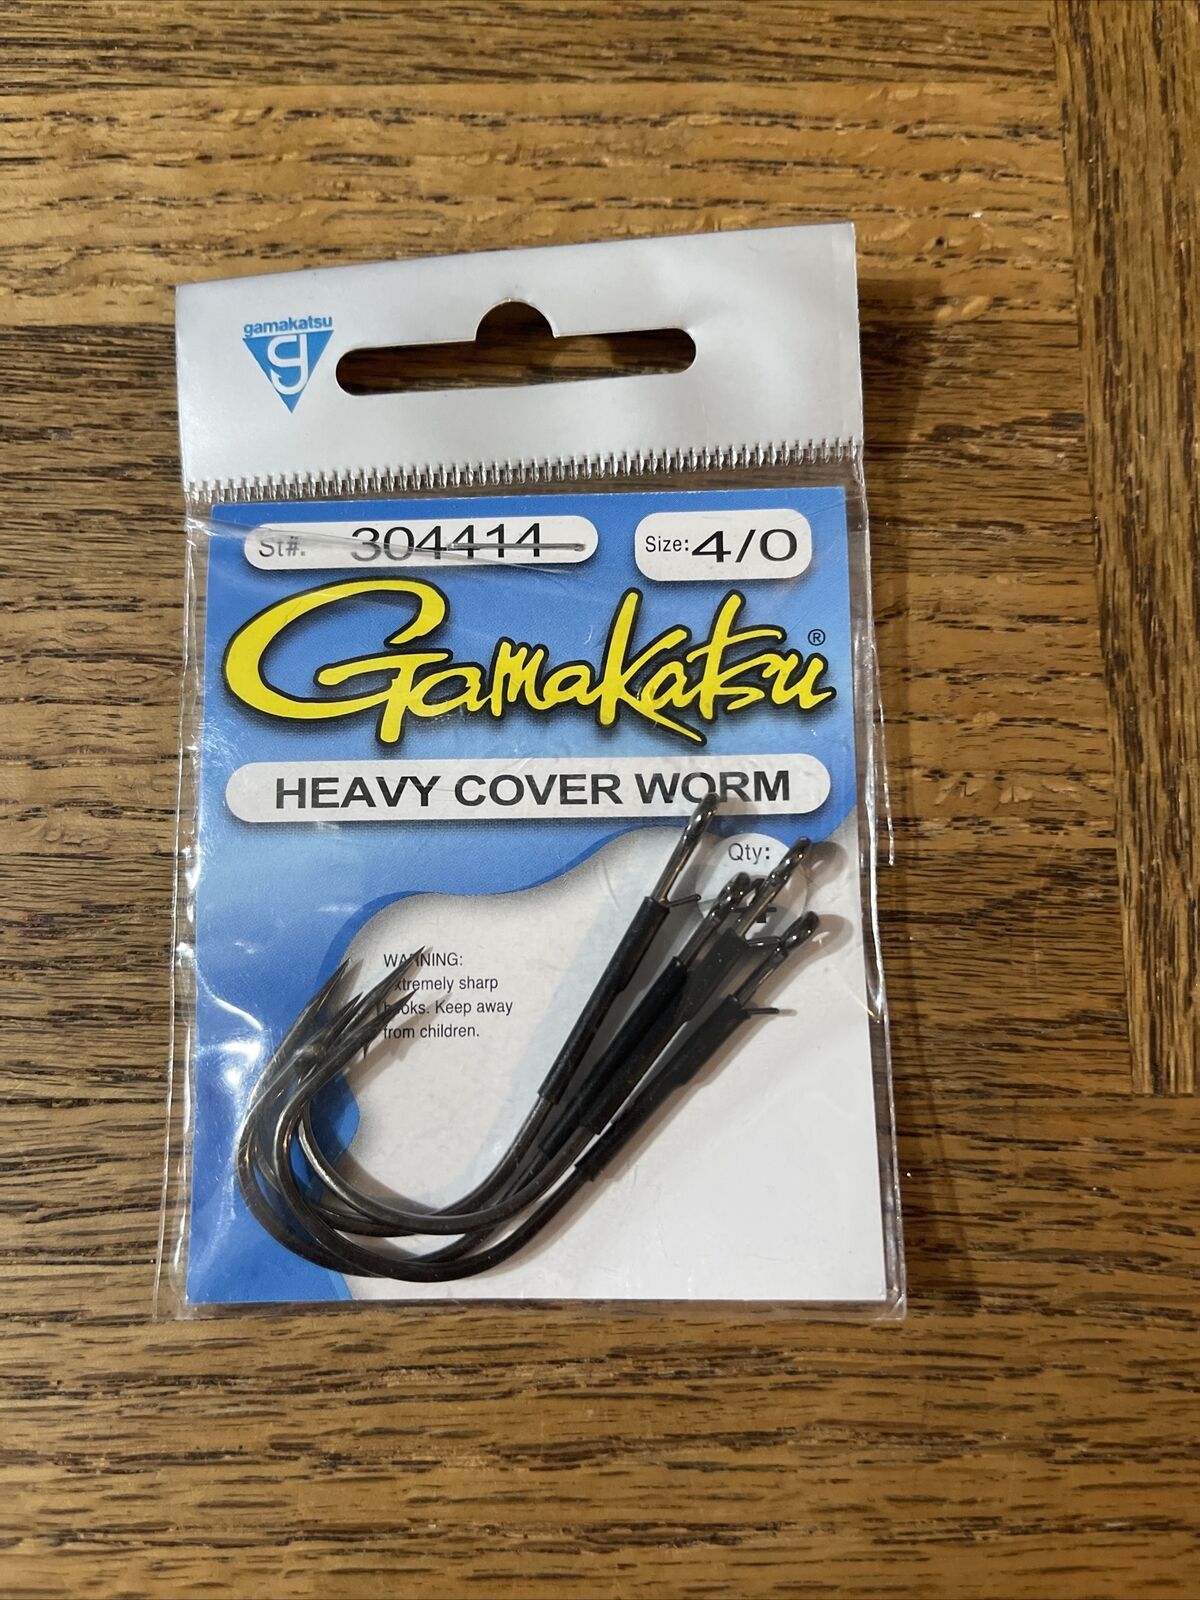 gamakatsu
g
St#. 304414
Size: 4/0
Gamakatsu®
HEAVY COVER WORM
Qty:
WARNING:
Extremely sharp
hooks. Keep away
from children.